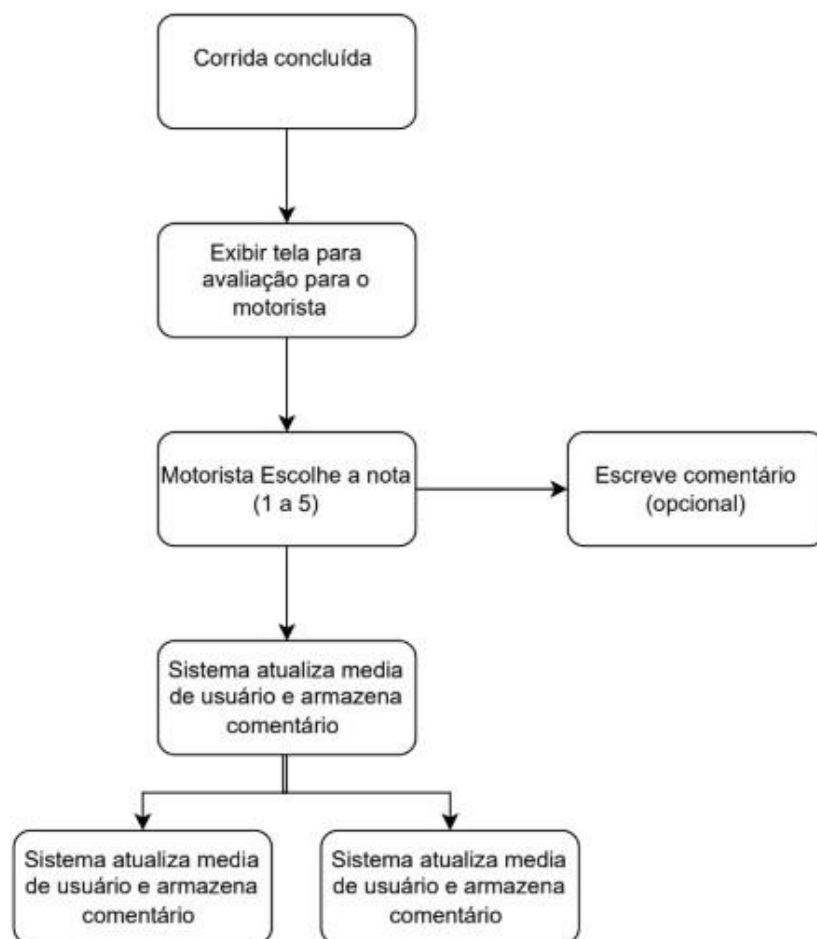 Corrida concluída
Exibir tela para
avaliação para o
motorista
Motorista Escolhe a nota
(1 a 5)
Escreve comentário
(opcional)
Sistema atualiza media
de usuário e armazena
comentário
Sistema atualiza media
de usuário e armazena
comentário
Sistema atualiza media
de usuário e armazena
comentário